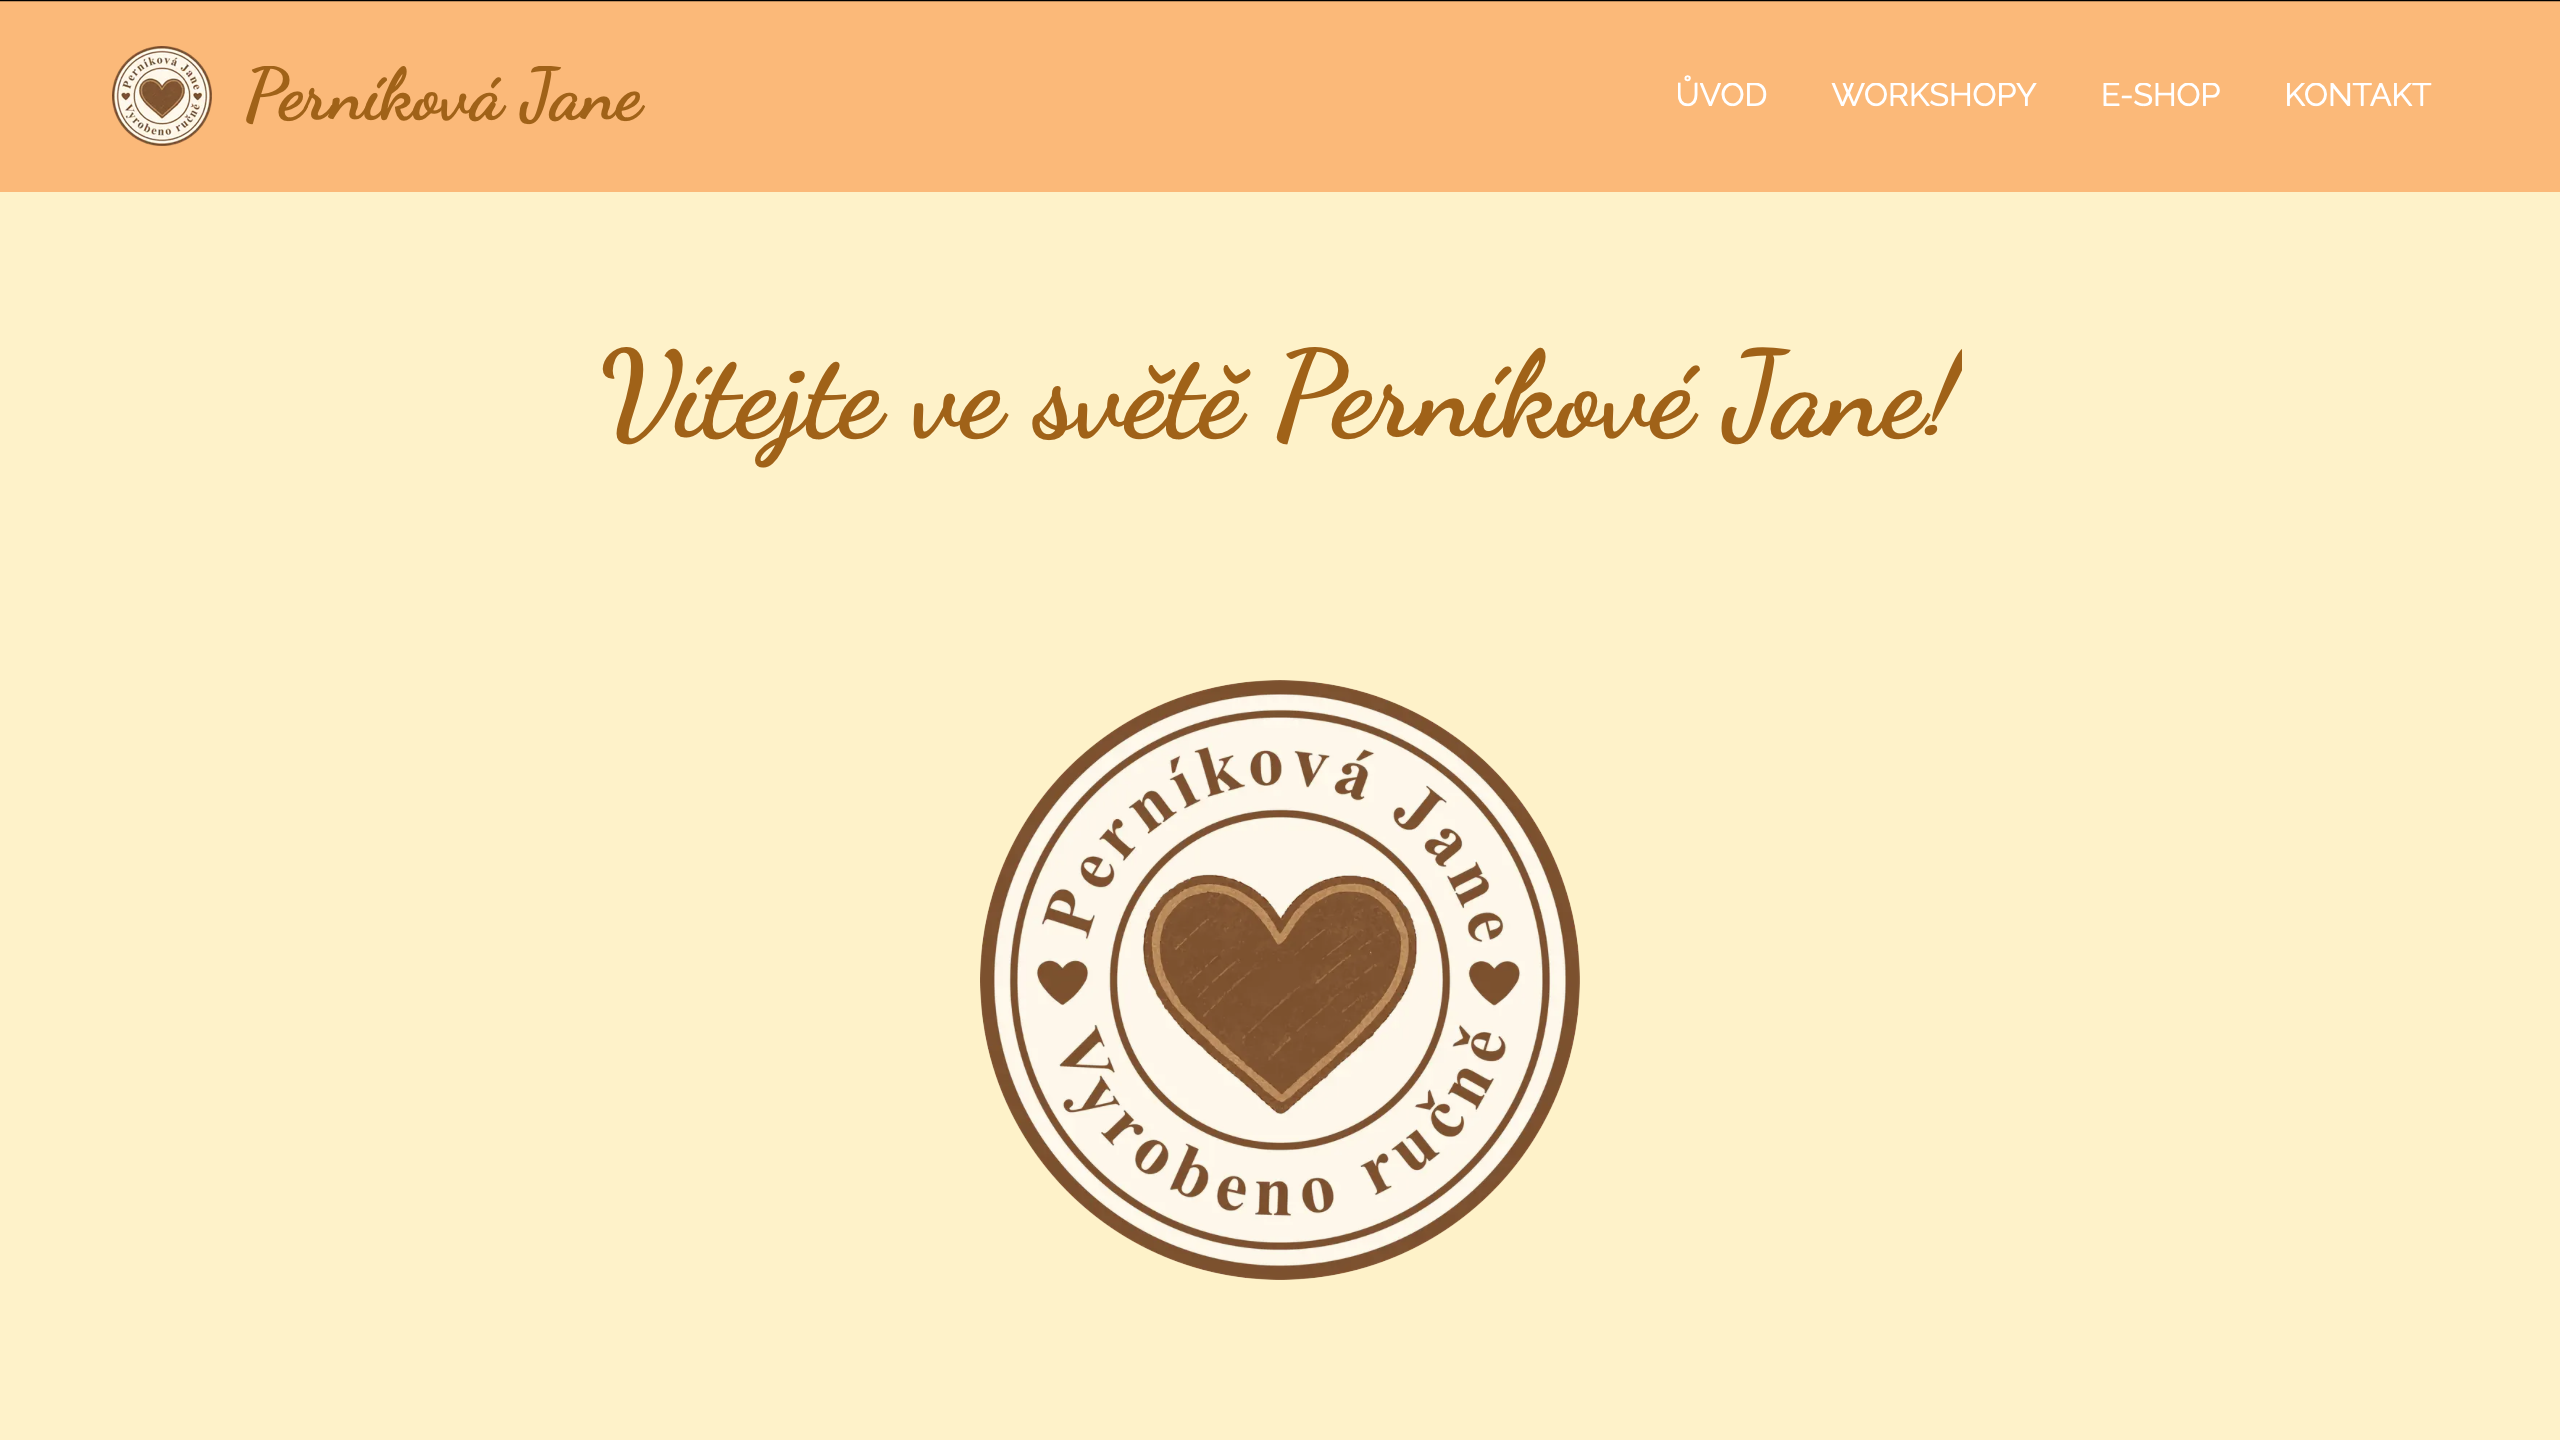 Perníková Jane
Vyrobeno ručně
Perníková Jane
ŮVOD WORKSHOPY E-SHOP KONTAKT
Vítejte ve světě Perníkové Jane!
Perníková Jane
Vyrobeno ručně